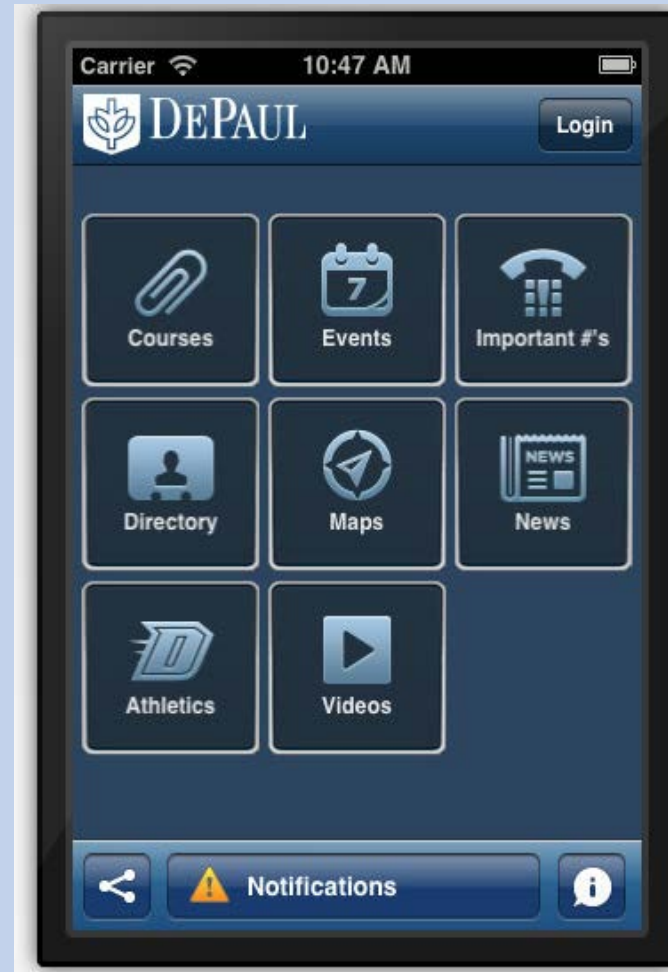 Carrier 10:47 AM
DEPAUL Login
Courses Events Important #'s
7
Directory Maps News
NEWS
Athletics Videos
D
Notifications